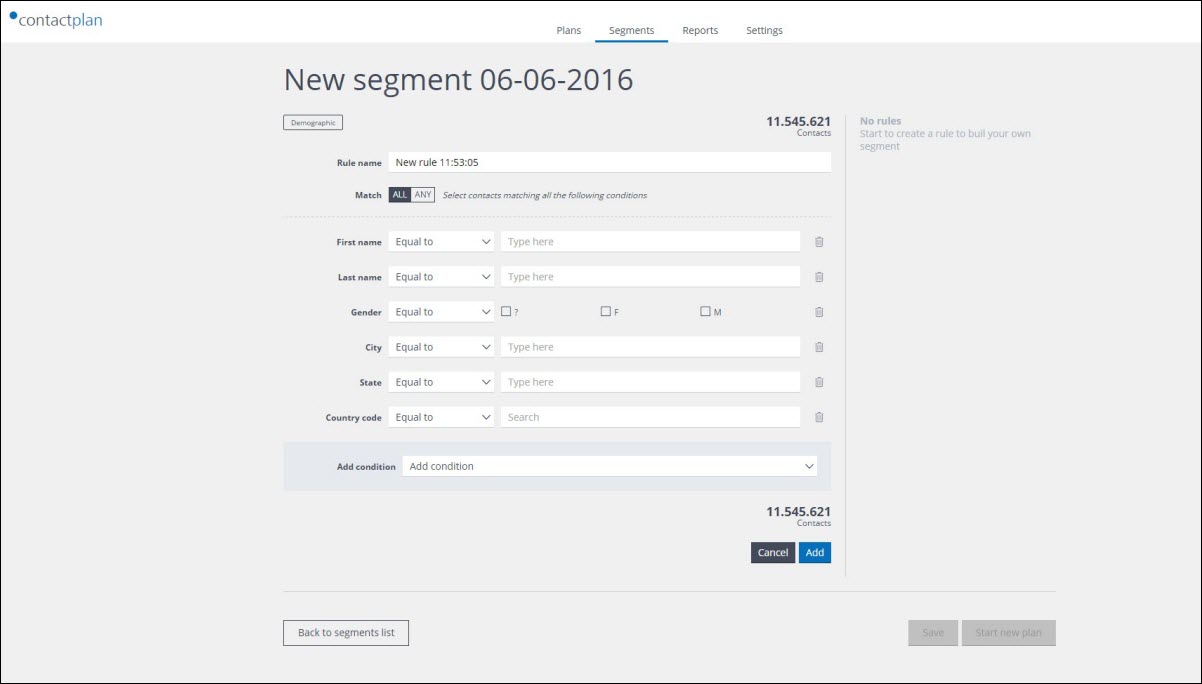 contactplan
Plans Segments Reports Settings
New segment 06-06-2016
Demographic
11.545.621
Contacts
No rules
Start to create a rule to buil your own
segment
Rule name New rule 11:53:05
Match ALL ANY Select contacts matching all the following conditions
First name Equal to Type here
Last name Equal to Type here
Gender Equal to ? F M
City Equal to Type here
State Equal to Type here
Country code Equal to Search
Add condition Add condition
11.545.621
Contacts
Cancel Add
Back to segments list Save Start new plan